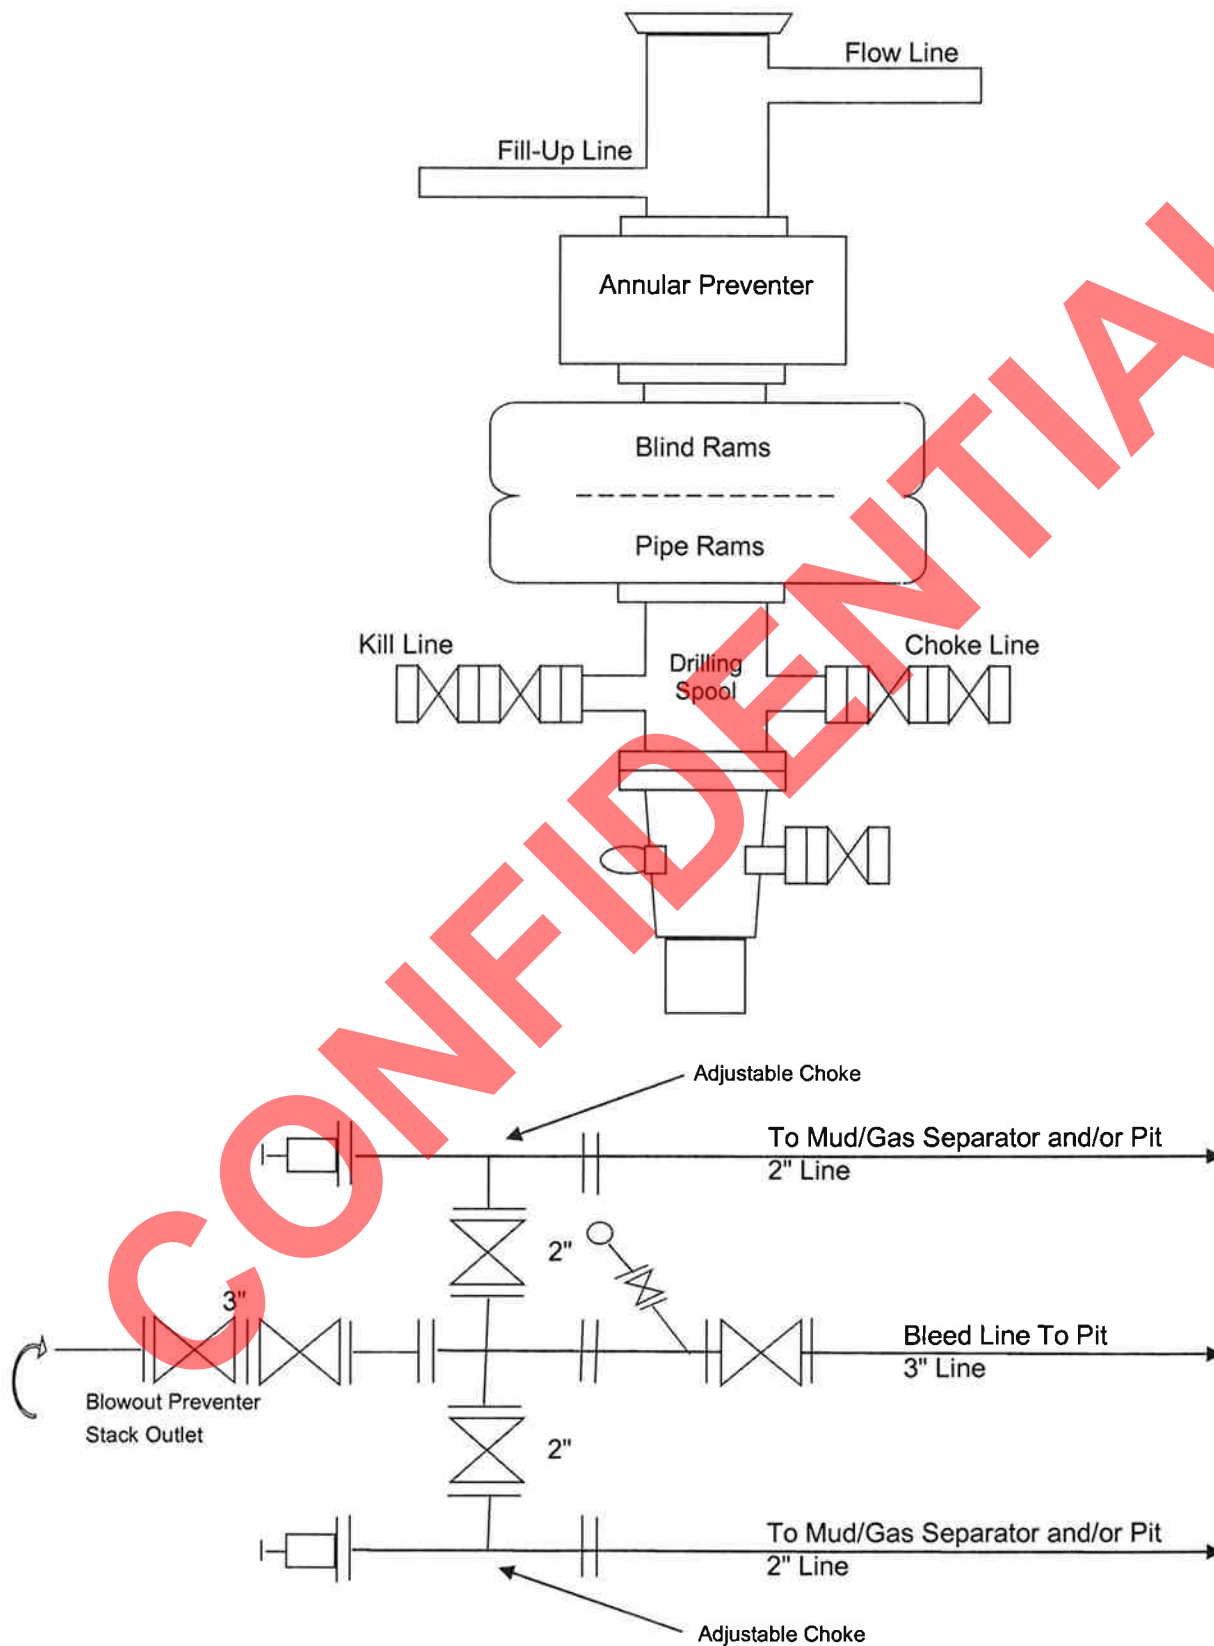 Flow Line
Fill-Up Line
Annular Preventer
Blind Rams
Pipe Rams
Kill Line
Choke Line
Drilling
Spool
CONFIDENTIAL
Adjustable Choke
To Mud/Gas Separator and/or Pit
2" Line
2"
3"
Bleed Line To Pit
3" Line
Blowout Preventer
Stack Outlet
2"
To Mud/Gas Separator and/or Pit
2" Line
Adjustable Choke